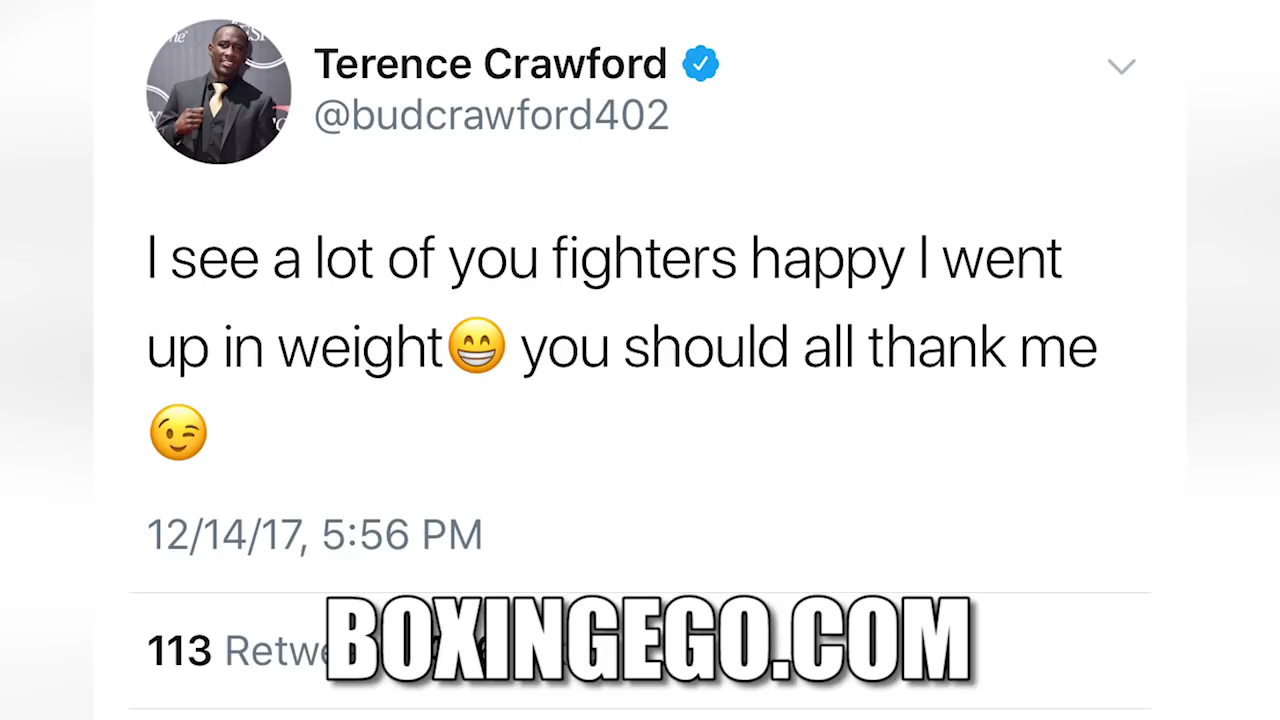 Terence Crawford
@budcrawford402
I see a lot of you fighters happy I went
up in weight😁 you should all thank me
😉
12/14/17, 5:56 PM
113
BOXINGEGO.COM